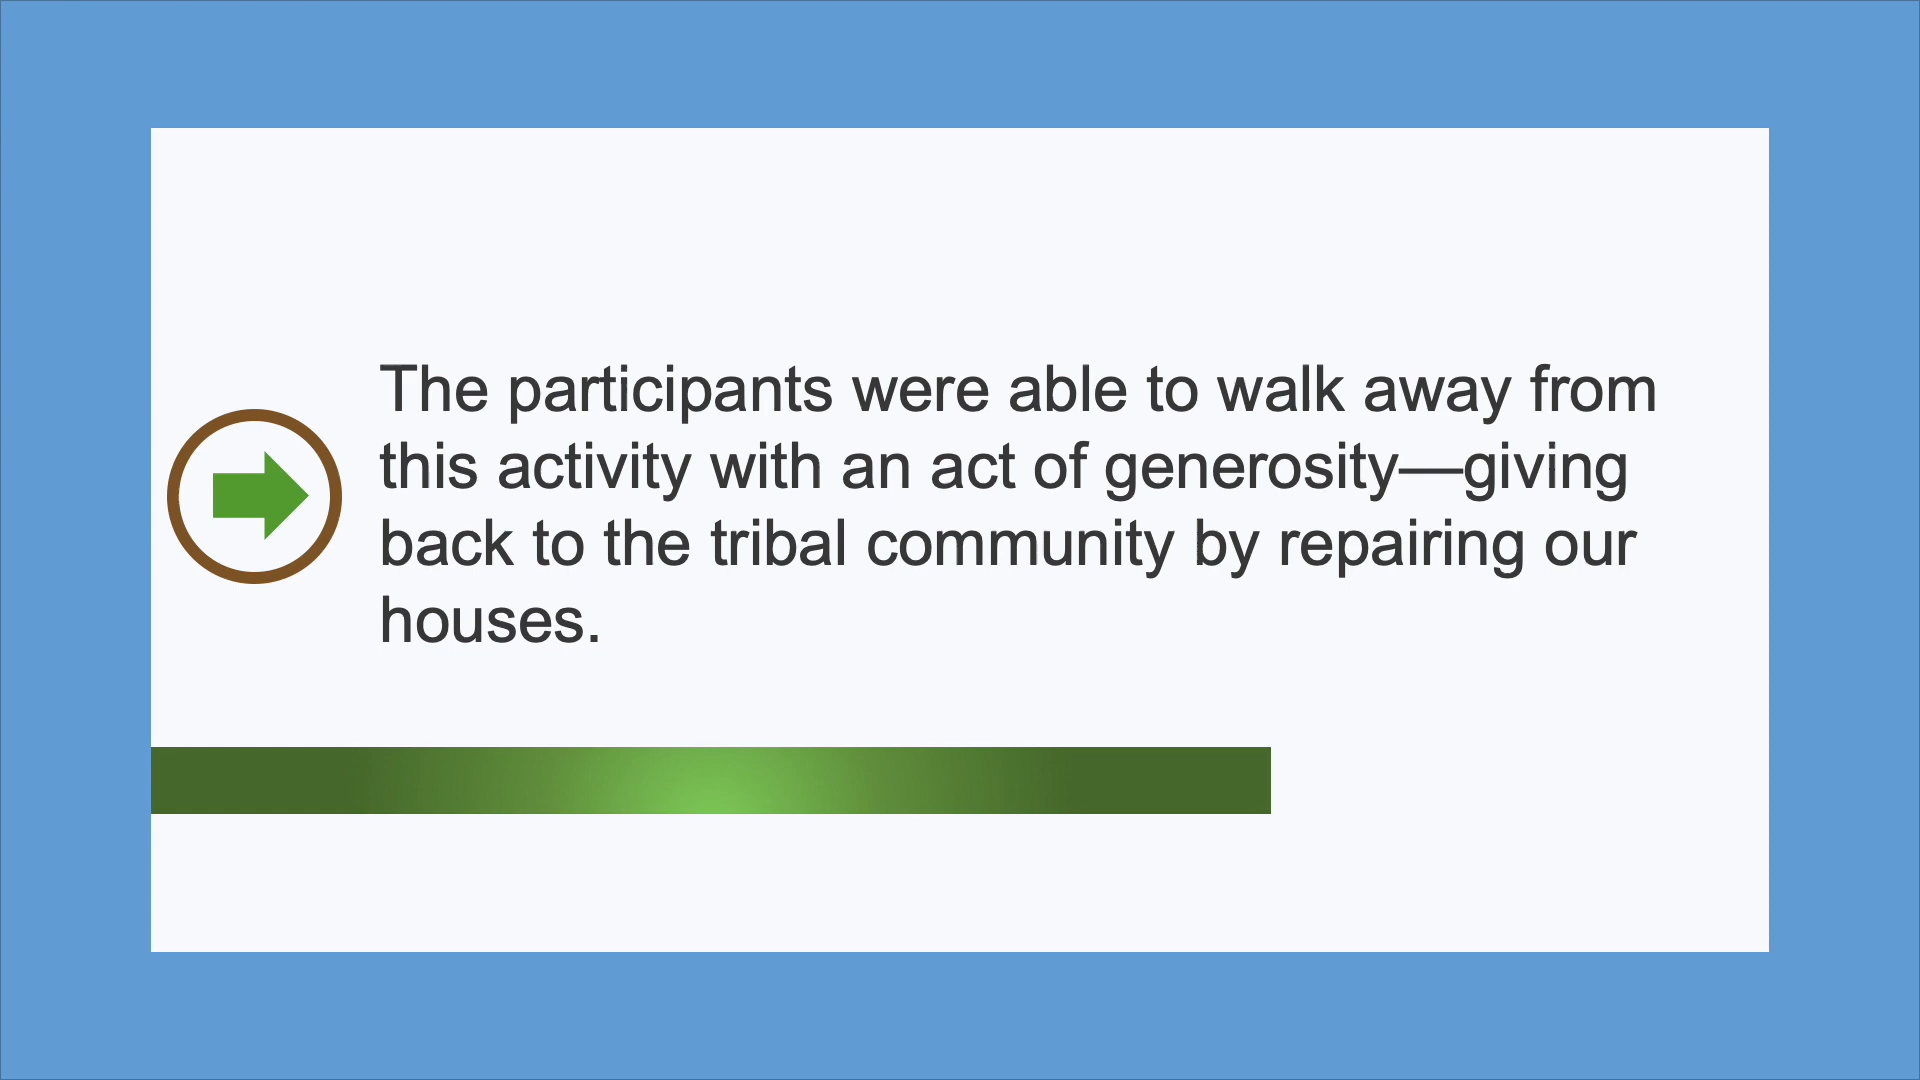 The participants were able to walk away from
this activity with an act of generosity—giving
back to the tribal community by repairing our
houses.